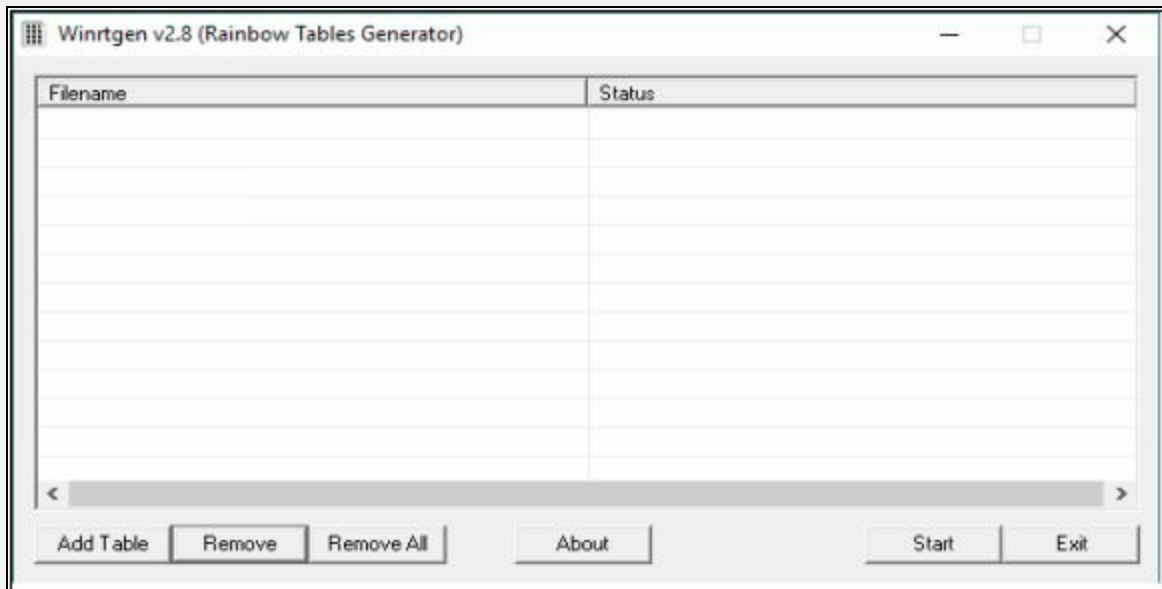 Winrtgen v2.8 (Rainbow Tables Generator)
Filename Status
Add Table Remove Remove All About Start Exit